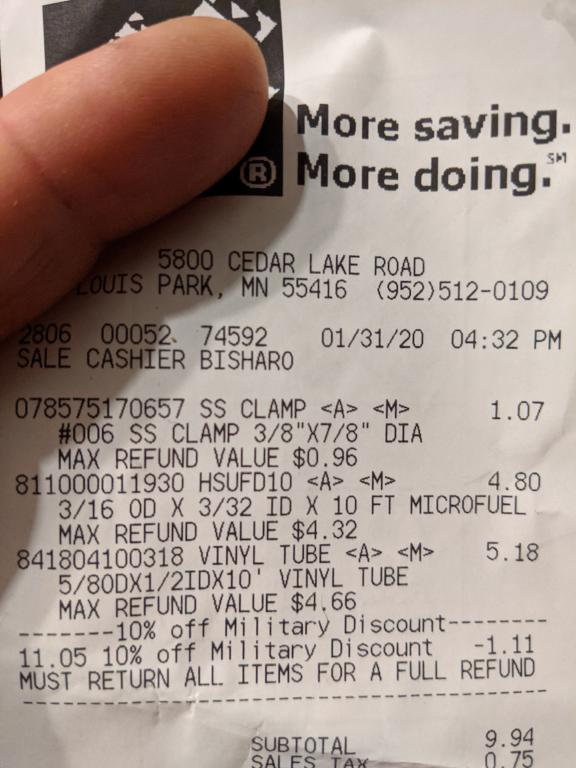 More saving.
More doing.℠
®
5800 CEDAR LAKE ROAD
LOUIS PARK, MN 55416 (952)512-0109
2806 00052 74592 01/31/20 04:32 PM
SALE CASHIER BISHARO
078575170657 SS CLAMP <A> <M> 1.07
#006 SS CLAMP 3/8"X7/8" DIA
MAX REFUND VALUE $0.96
811000011930 HSUFD10 <A> <M> 4.80
3/16 OD X 3/32 ID X 10 FT MICROFUEL
MAX REFUND VALUE $4.32
841804100318 VINYL TUBE <A> <M> 5.18
5/8ODX1/2IDX10' VINYL TUBE
MAX REFUND VALUE $4.66
-------10% off Military Discount--------
11.05 10% off Military Discount -1.11
MUST RETURN ALL ITEMS FOR A FULL REFUND
----------------------------------------
SUBTOTAL 9.94
SALES TAX 0.75